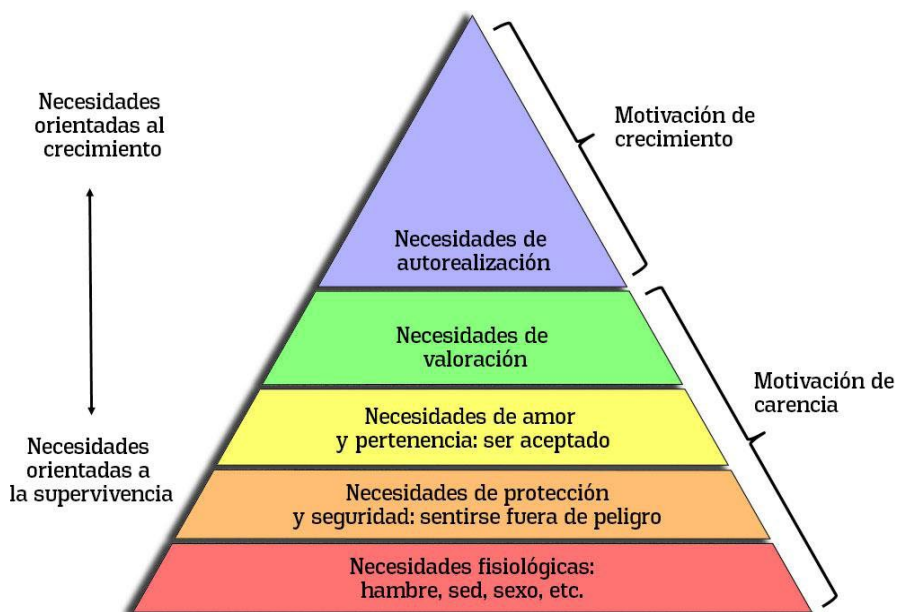 Necesidades
orientadas al
crecimiento
Motivación de
crecimiento
Necesidades de
autorealización
Necesidades de
valoración
Motivación de
carencia
Necesidades de amor
y pertenencia: ser aceptado
Necesidades
orientadas a
la supervivencia
Necesidades de protección
y seguridad: sentirse fuera de peligro
Necesidades fisiológicas:
hambre, sed, sexo, etc.